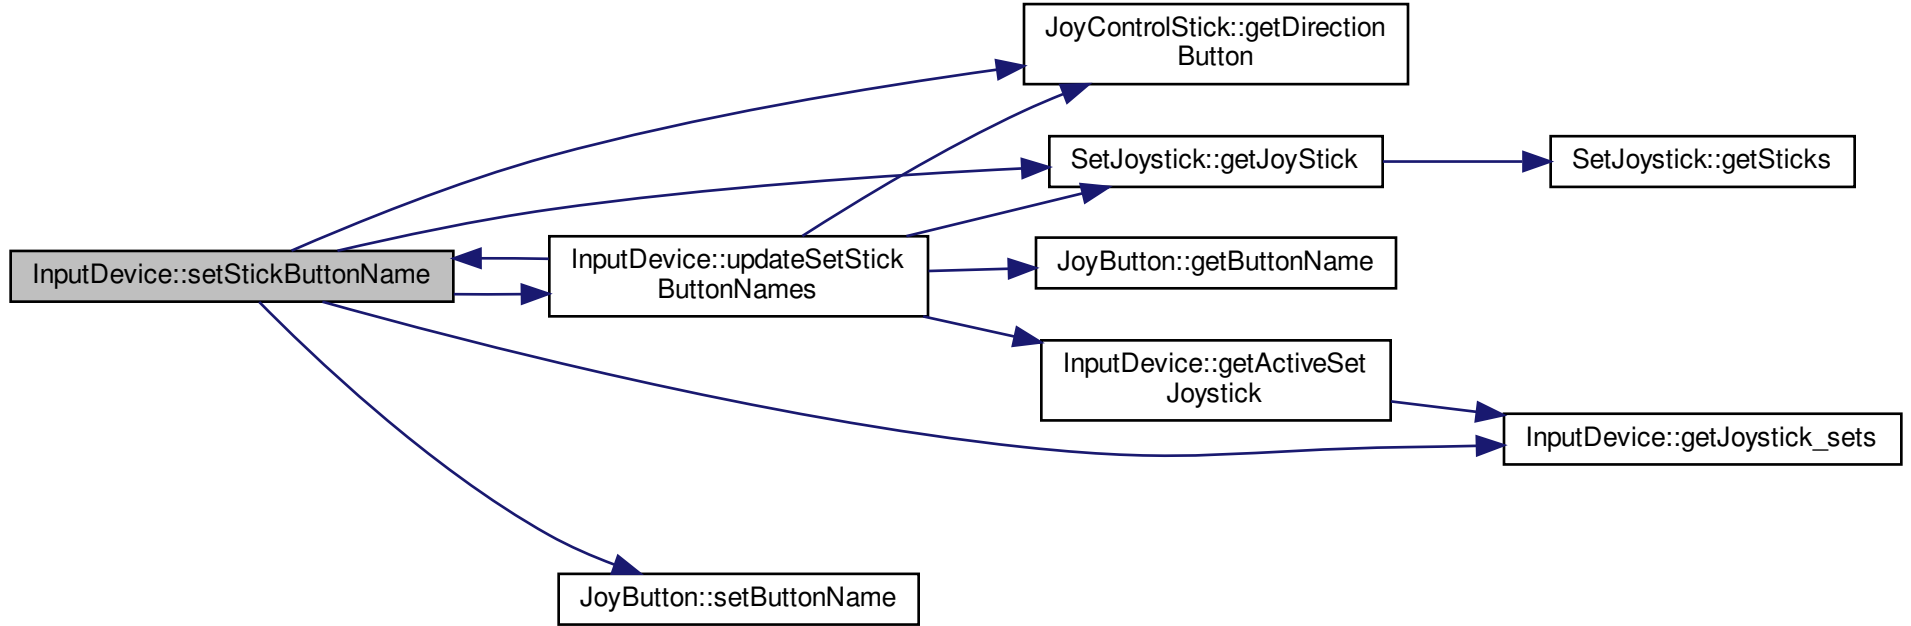 JoyControlStick::getDirection
Button
SetJoystick::getJoyStick
SetJoystick::getSticks
InputDevice::setStickButtonName
InputDevice::updateSetStick
ButtonNames
JoyButton::getButtonName
InputDevice::getActiveSet
Joystick
InputDevice::getJoystick_sets
JoyButton::setButtonName